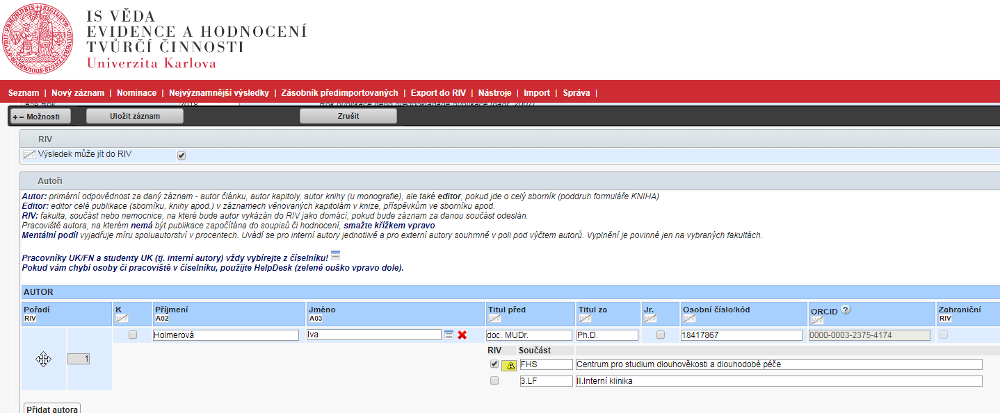 IS VĚDA
EVIDENCE A HODNOCENÍ
TVŮRČÍ ČINNOSTI
Univerzita Karlova
Seznam | Nový záznam | Nominace | Nejvýznamnější výsledky | Zásobník předimportovaných | Export do RIV | Nástroje | Import | Správa |
+− Možnosti Uložit záznam Zrušit
RIV
RIV Výsledek může jít do RIV
Autoři
Autor: primární odpovědnost za daný záznam - autor článku, autor kapitoly, autor knihy (u monografie), ale také editor, pokud jde o celý sborník (poddruh formuláře KNIHA)
Editor: editor celé publikace (sborníku, knihy apod.) v záznamech věnovaných kapitolám v knize, příspěvkům ve sborníku apod.
RIV: fakulta, součást nebo nemocnice, na které bude autor vykázán do RIV jako domácí, pokud bude záznam za danou součást odeslán.
Pracoviště autora, na kterém nemá být publikace započítána do soupisů či hodnocení, smažte křížkem vpravo
Mentální podíl vyjadřuje míru spoluautorství v procentech. Uvádí se pro interní autory jednotlivě a pro externí autory souhrnně v poli pod výčtem autorů. Vyplnění je povinné jen na vybraných fakultách.
Pracovníky UK/FN a studenty UK (tj. interní autory) vždy vybírejte z číselníku!
Pokud vám chybí osoby či pracoviště v číselníku, použijte HelpDesk (zelené ouško vpravo dole).
AUTOR
Pořadí K Příjmení Jméno Titul před Titul za Jr. Osobní číslo/kód ORCID ? Zahraniční
RIV RIV A02 A03 RIV RIV RIV RIV RIV RIV
Holmerová Iva doc. MUDr. Ph.D. 18417867 0000-0003-2375-4174
RIV Součást
1 FHS Centrum pro studium dlouhověkosti a dlouhodobé péče
3.LF II.Interní klinika
Přidat autora